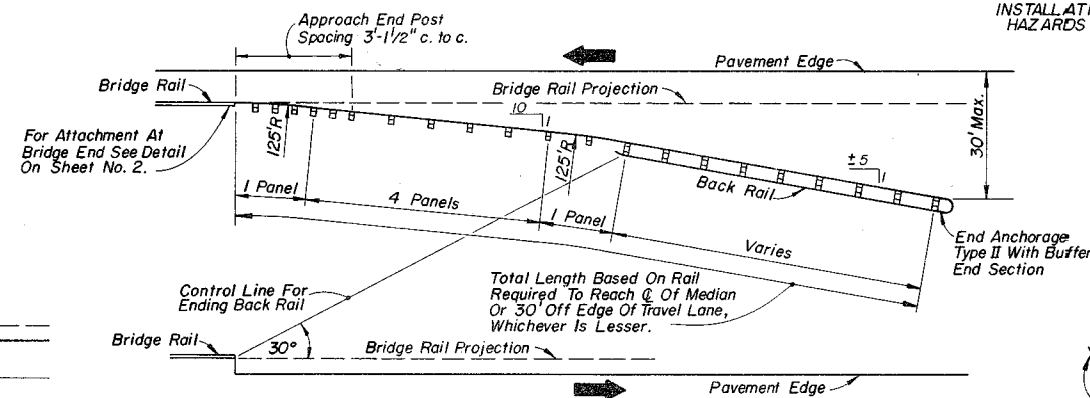 INSTALLATI
HAZARDS
Approach End Post
Spacing 3'-1 1/2" c. to c.
Pavement Edge
Bridge Rail
Bridge Rail Projection
10
1
For Attachment At
Bridge End See Detail
On Sheet No. 2.
125'R
125'R
30' Max.
± 5
1
1 Panel
4 Panels
1 Panel
Back Rail
Varies
End Anchorage
Type II With Buffer
End Section
Control Line For
Ending Back Rail
Total Length Based On Rail
Required To Reach ℄ Of Median
Or 30' Off Edge Of Travel Lane,
Whichever Is Lesser.
Bridge Rail
30°
Bridge Rail Projection
Pavement Edge